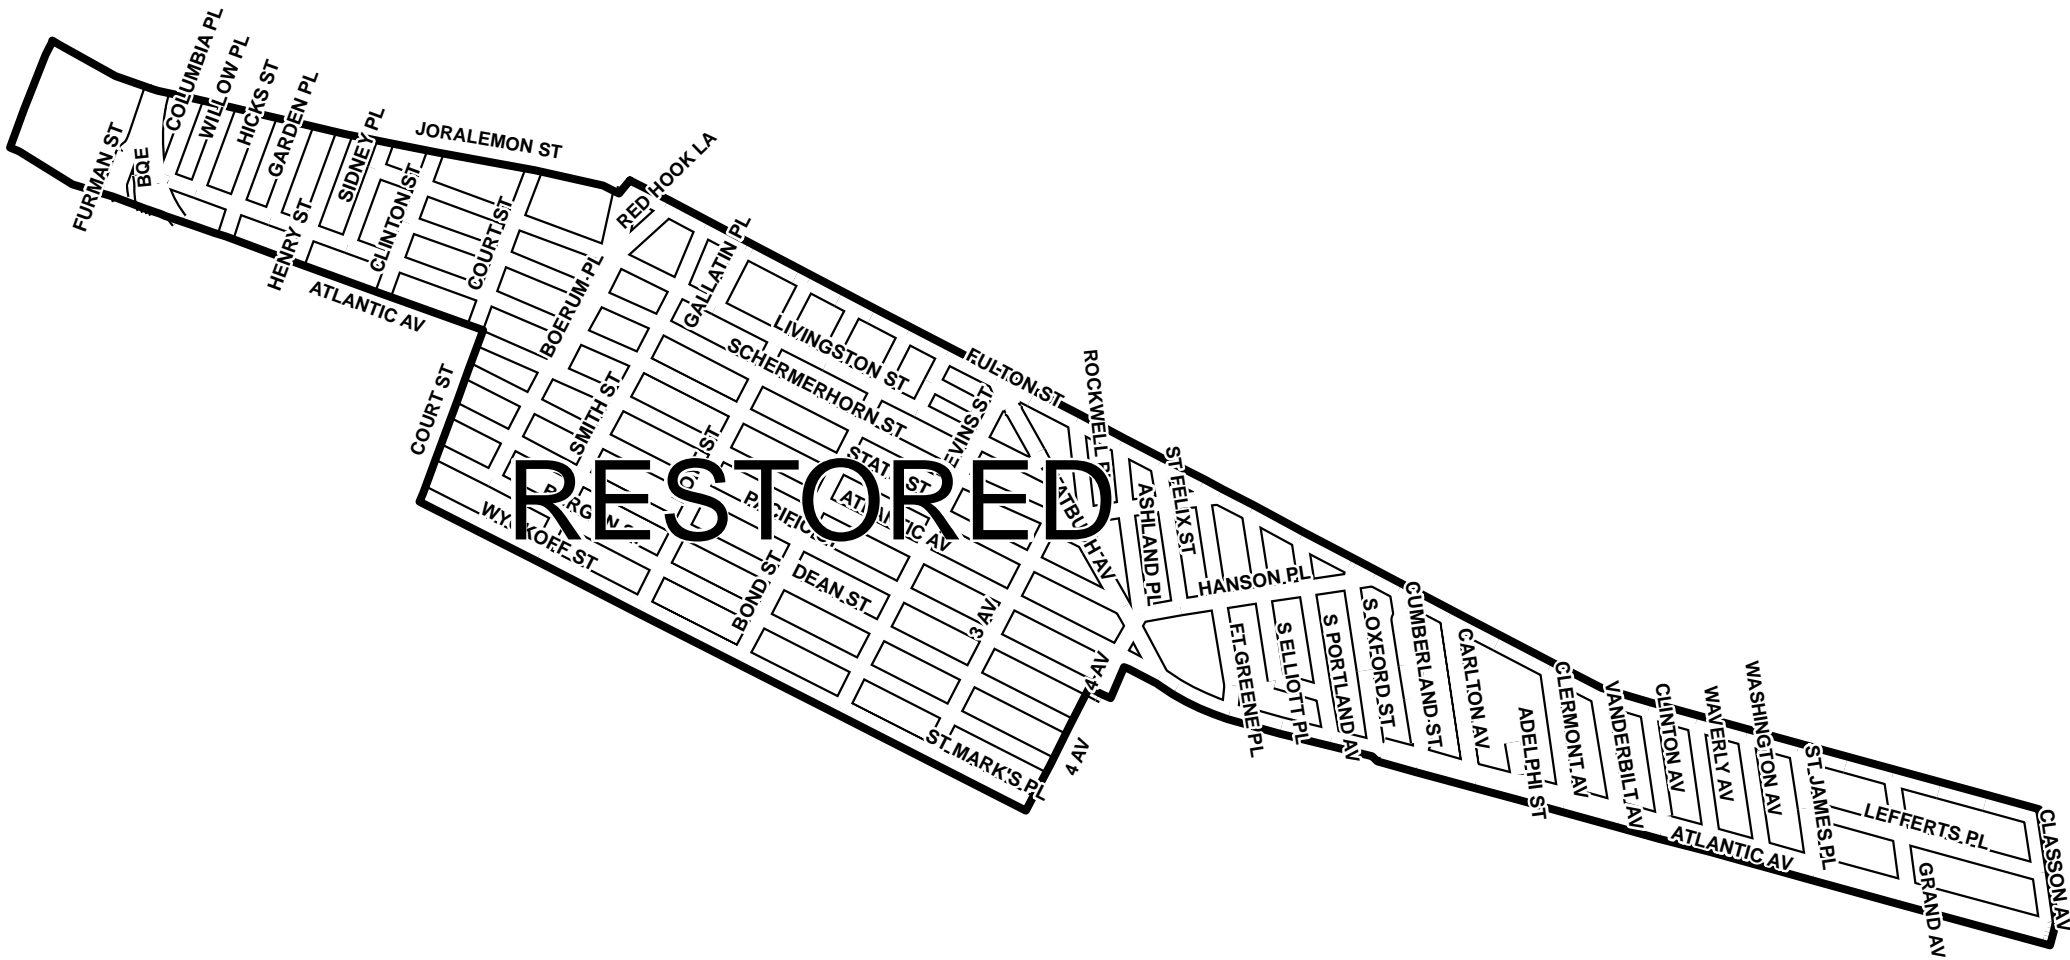 COLUMBIA PL
WILLOW PL
HICKS ST
GARDEN PL
SIDNEY PL
JORALEMON ST
RED HOOK LA
FURMAN ST
BQE
HENRY ST
CLINTON ST
COURT ST
BOERUM PL
GALLATIN PL
ATLANTIC AV
LIVINGSTON ST
SCHERMERHORN ST
FULTON ST
ROCKWELL
COURT ST
SMITH ST
ST
EVINS ST
STAT ST
ST FELIX ST
RESTORED
ATLANTIC AV
PACIFIC
ASHLAND PL
AV
WYCKOFF ST
DEAN ST
BOND ST
HANSON PL
3 AV
4 AV
4 AV
ST MARK'S PL
FT GREENE PL
S ELLIOTT PL
S PORTLAND AV
S OXFORD ST
CUMBERLAND ST
CARLTON AV
ADELPHI ST
CLERMONT AV
VANDERBILT AV
CLINTON AV
WAVERLY AV
WASHINGTON AV
ST JAMES PL
ATLANTIC AV
LEFFERTS PL
GRAND AV
CLASSON AV